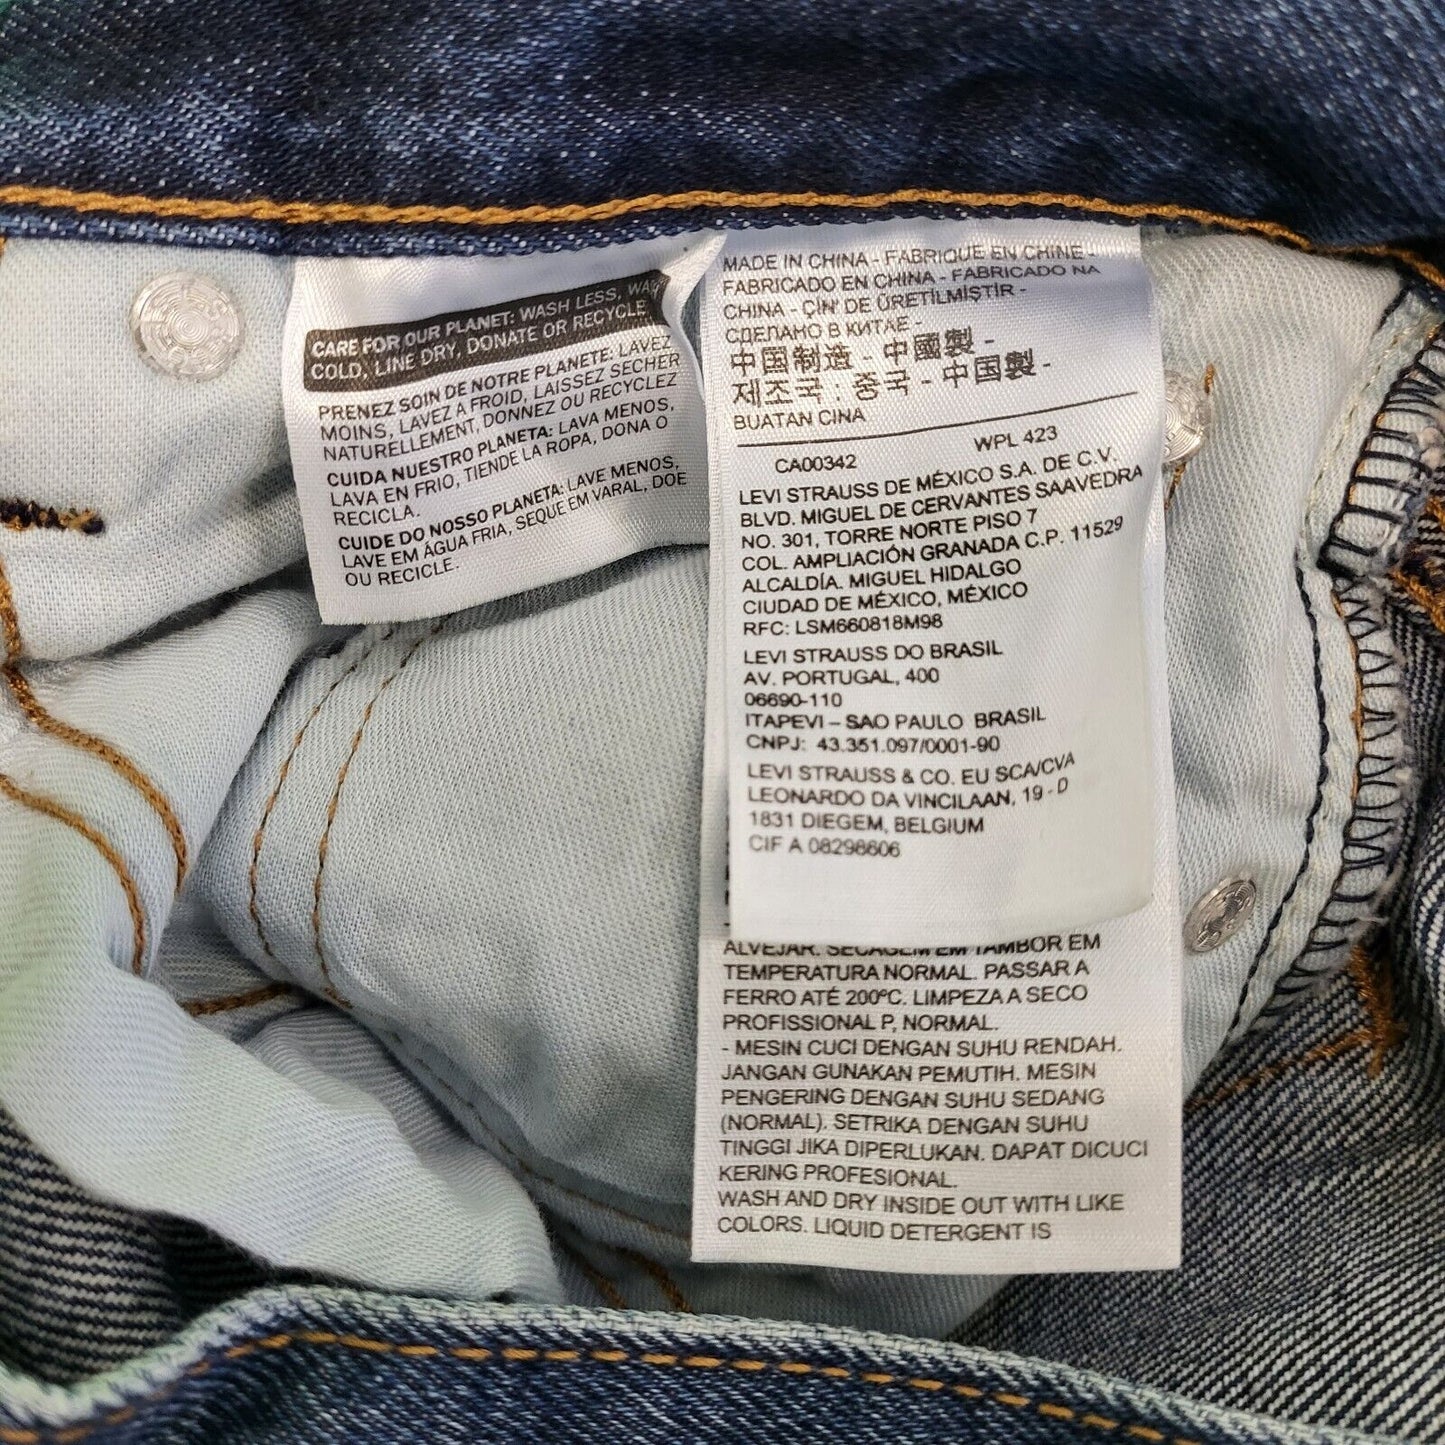 CARE FOR OUR PLANET: WASH LESS, WASH
COLD, LINE DRY, DONATE OR RECYCLE
PRENEZ SOIN DE NOTRE PLANETE: LAVEZ
MOINS, LAVEZ A FROID, LAISSEZ SECHER
NATURELLEMENT, DONNEZ OU RECYCLEZ
CUIDA NUESTRO PLANETA: LAVA MENOS,
LAVA EN FRIO, TIENDE LA ROPA, DONA O
RECICLA.
CUIDE DO NOSSO PLANETA: LAVE MENOS,
LAVE EM ÁGUA FRIA, SEQUE EM VARAL, DOE
OU RECICLE.
MADE IN CHINA - FABRIQUE EN CHINE -
FABRICADO EN CHINA - FABRICADO NA
CHINA - ÇİN' DE ÜRETİLMİŞTİR -
СДЕЛАНО В КИТАЕ -
中国制造 - 中國製 -
제조국 : 중국 - 中国製 -
BUATAN CINA
CA00342 WPL 423
LEVI STRAUSS DE MÉXICO S.A. DE C.V.
BLVD. MIGUEL DE CERVANTES SAAVEDRA
NO. 301, TORRE NORTE PISO 7
COL. AMPLIACIÓN GRANADA C.P. 11529
ALCALDÍA. MIGUEL HIDALGO
CIUDAD DE MÉXICO, MÉXICO
RFC: LSM660818M98
LEVI STRAUSS DO BRASIL
AV. PORTUGAL, 400
06690-110
ITAPEVI – SAO PAULO BRASIL
CNPJ: 43.351.097/0001-90
LEVI STRAUSS & CO. EU SCA/CVA
LEONARDO DA VINCILAAN, 19 - D
1831 DIEGEM, BELGIUM
CIF A 08298606
ALVEJAR. SECAGEM EM TAMBOR EM
TEMPERATURA NORMAL. PASSAR A
FERRO ATÉ 200ºC. LIMPEZA A SECO
PROFISSIONAL P, NORMAL.
- MESIN CUCI DENGAN SUHU RENDAH.
JANGAN GUNAKAN PEMUTIH. MESIN
PENGERING DENGAN SUHU SEDANG
(NORMAL). SETRIKA DENGAN SUHU
TINGGI JIKA DIPERLUKAN. DAPAT DICUCI
KERING PROFESIONAL.
WASH AND DRY INSIDE OUT WITH LIKE
COLORS. LIQUID DETERGENT IS